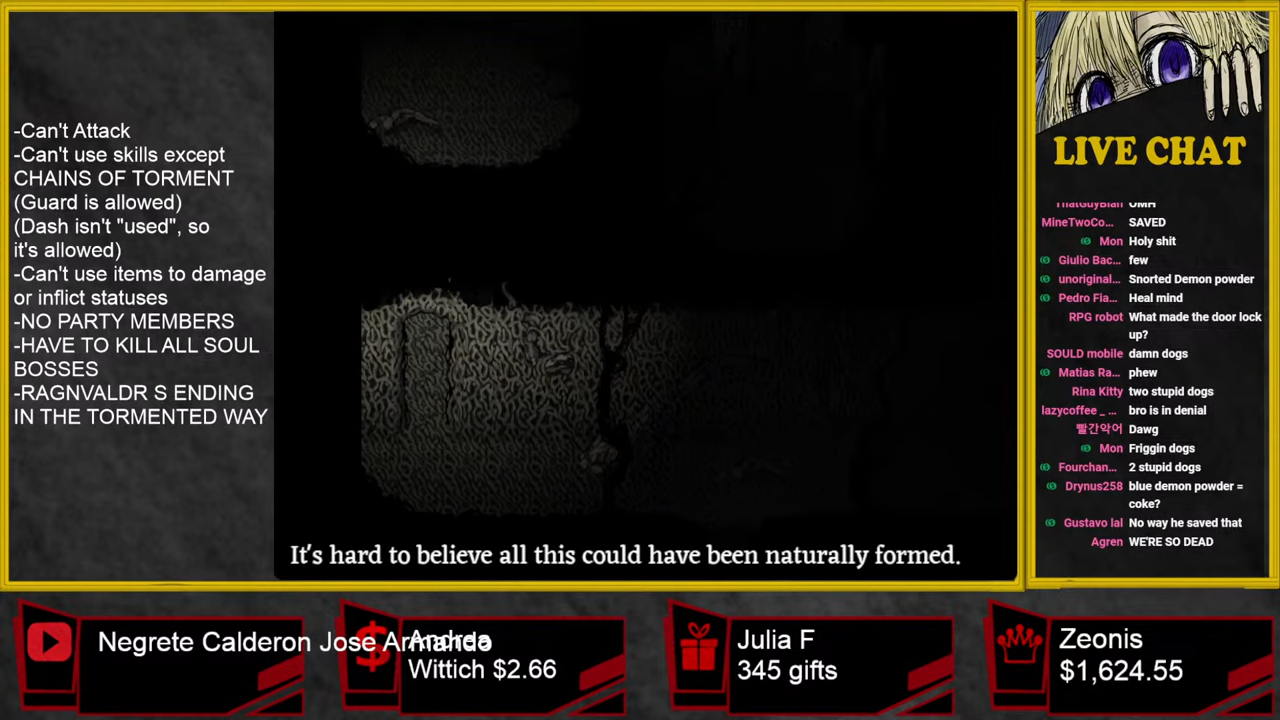 -Can't Attack
-Can't use skills except
CHAINS OF TORMENT
(Guard is allowed)
(Dash isn't "used", so
it's allowed)
-Can't use items to damage
or inflict statuses
-NO PARTY MEMBERS
-HAVE TO KILL ALL SOUL
BOSSES
-RAGNVALDR S ENDING
IN THE TORMENTED WAY
It's hard to believe all this could have been naturally formed.
LIVE CHAT
ThatGuyBlan OMH
MineTwoCo... SAVED
Mon Holy shit
Giulio Bac... few
unoriginal... Snorted Demon powder
Pedro Fia... Heal mind
RPG robot What made the door lock
up?
SOULD mobile damn dogs
Matias Ra... phew
Rina Kitty two stupid dogs
lazycoffee _ ... bro is in denial
빨간악어 Dawg
Mon Friggin dogs
Fourchan... 2 stupid dogs
Drynus258 blue demon powder =
coke?
Gustavo lal No way he saved that
Agren WE'RE SO DEAD
Negrete Calderon Jose Armando
Andrea
Wittich $2.66
Julia F
345 gifts
Zeonis
$1,624.55